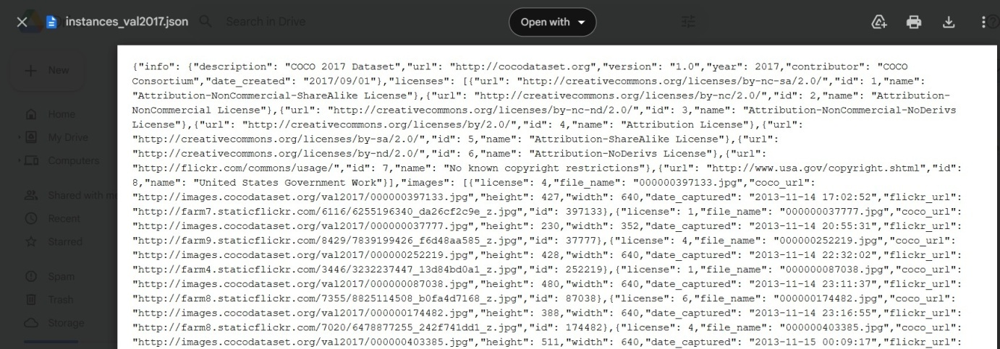 instances_val2017.json
Search in Drive
Open with
New
Home
My Drive
Computers
Shared with me
Recent
Starred
Spam
Trash
Storage
{"info": {"description": "COCO 2017 Dataset","url": "http://cocodataset.org","version": "1.0","year": 2017,"contributor": "COCO
Consortium","date_created": "2017/09/01"},"licenses": [{"url": "http://creativecommons.org/licenses/by-nc-sa/2.0/","id": 1,"name":
"Attribution-NonCommercial-ShareAlike License"},{"url": "http://creativecommons.org/licenses/by-nc/2.0/","id": 2,"name": "Attribution-
NonCommercial License"},{"url": "http://creativecommons.org/licenses/by-nc-nd/2.0/","id": 3,"name": "Attribution-NonCommercial-NoDerivs
License"},{"url": "http://creativecommons.org/licenses/by/2.0/","id": 4,"name": "Attribution License"},{"url":
"http://creativecommons.org/licenses/by-sa/2.0/","id": 5,"name": "Attribution-ShareAlike License"},{"url":
"http://creativecommons.org/licenses/by-nd/2.0/","id": 6,"name": "Attribution-NoDerivs License"},{"url":
"http://flickr.com/commons/usage/","id": 7,"name": "No known copyright restrictions"},{"url": "http://www.usa.gov/copyright.shtml","id":
8,"name": "United States Government Work"}],"images": [{"license": 4,"file_name": "000000397133.jpg","coco_url":
"http://images.cocodataset.org/val2017/000000397133.jpg","height": 427,"width": 640,"date_captured": "2013-11-14 17:02:52","flickr_url":
"http://farm7.staticflickr.com/6116/6255196340_da26cf2c9e_z.jpg","id": 397133},{"license": 1,"file_name": "000000037777.jpg","coco_url":
"http://images.cocodataset.org/val2017/000000037777.jpg","height": 230,"width": 352,"date_captured": "2013-11-14 20:55:31","flickr_url":
"http://farm9.staticflickr.com/8429/7839199426_f6d48aa585_z.jpg","id": 37777},{"license": 4,"file_name": "000000252219.jpg","coco_url":
"http://images.cocodataset.org/val2017/000000252219.jpg","height": 428,"width": 640,"date_captured": "2013-11-14 22:32:02","flickr_url":
"http://farm4.staticflickr.com/3446/3232237447_13d84bd0a1_z.jpg","id": 252219},{"license": 1,"file_name": "000000087038.jpg","coco_url":
"http://images.cocodataset.org/val2017/000000087038.jpg","height": 480,"width": 640,"date_captured": "2013-11-14 23:11:37","flickr_url":
"http://farm8.staticflickr.com/7355/8825114508_b0fa4d7168_z.jpg","id": 87038},{"license": 6,"file_name": "000000174482.jpg","coco_url":
"http://images.cocodataset.org/val2017/000000174482.jpg","height": 388,"width": 640,"date_captured": "2013-11-14 23:16:55","flickr_url":
"http://farm8.staticflickr.com/7020/6478877255_242f741dd1_z.jpg","id": 174482},{"license": 4,"file_name": "000000403385.jpg","coco_url":
"http://images.cocodataset.org/val2017/000000403385.jpg","height": 511,"width": 640,"date_captured": "2013-11-15 00:09:17","flickr_url":